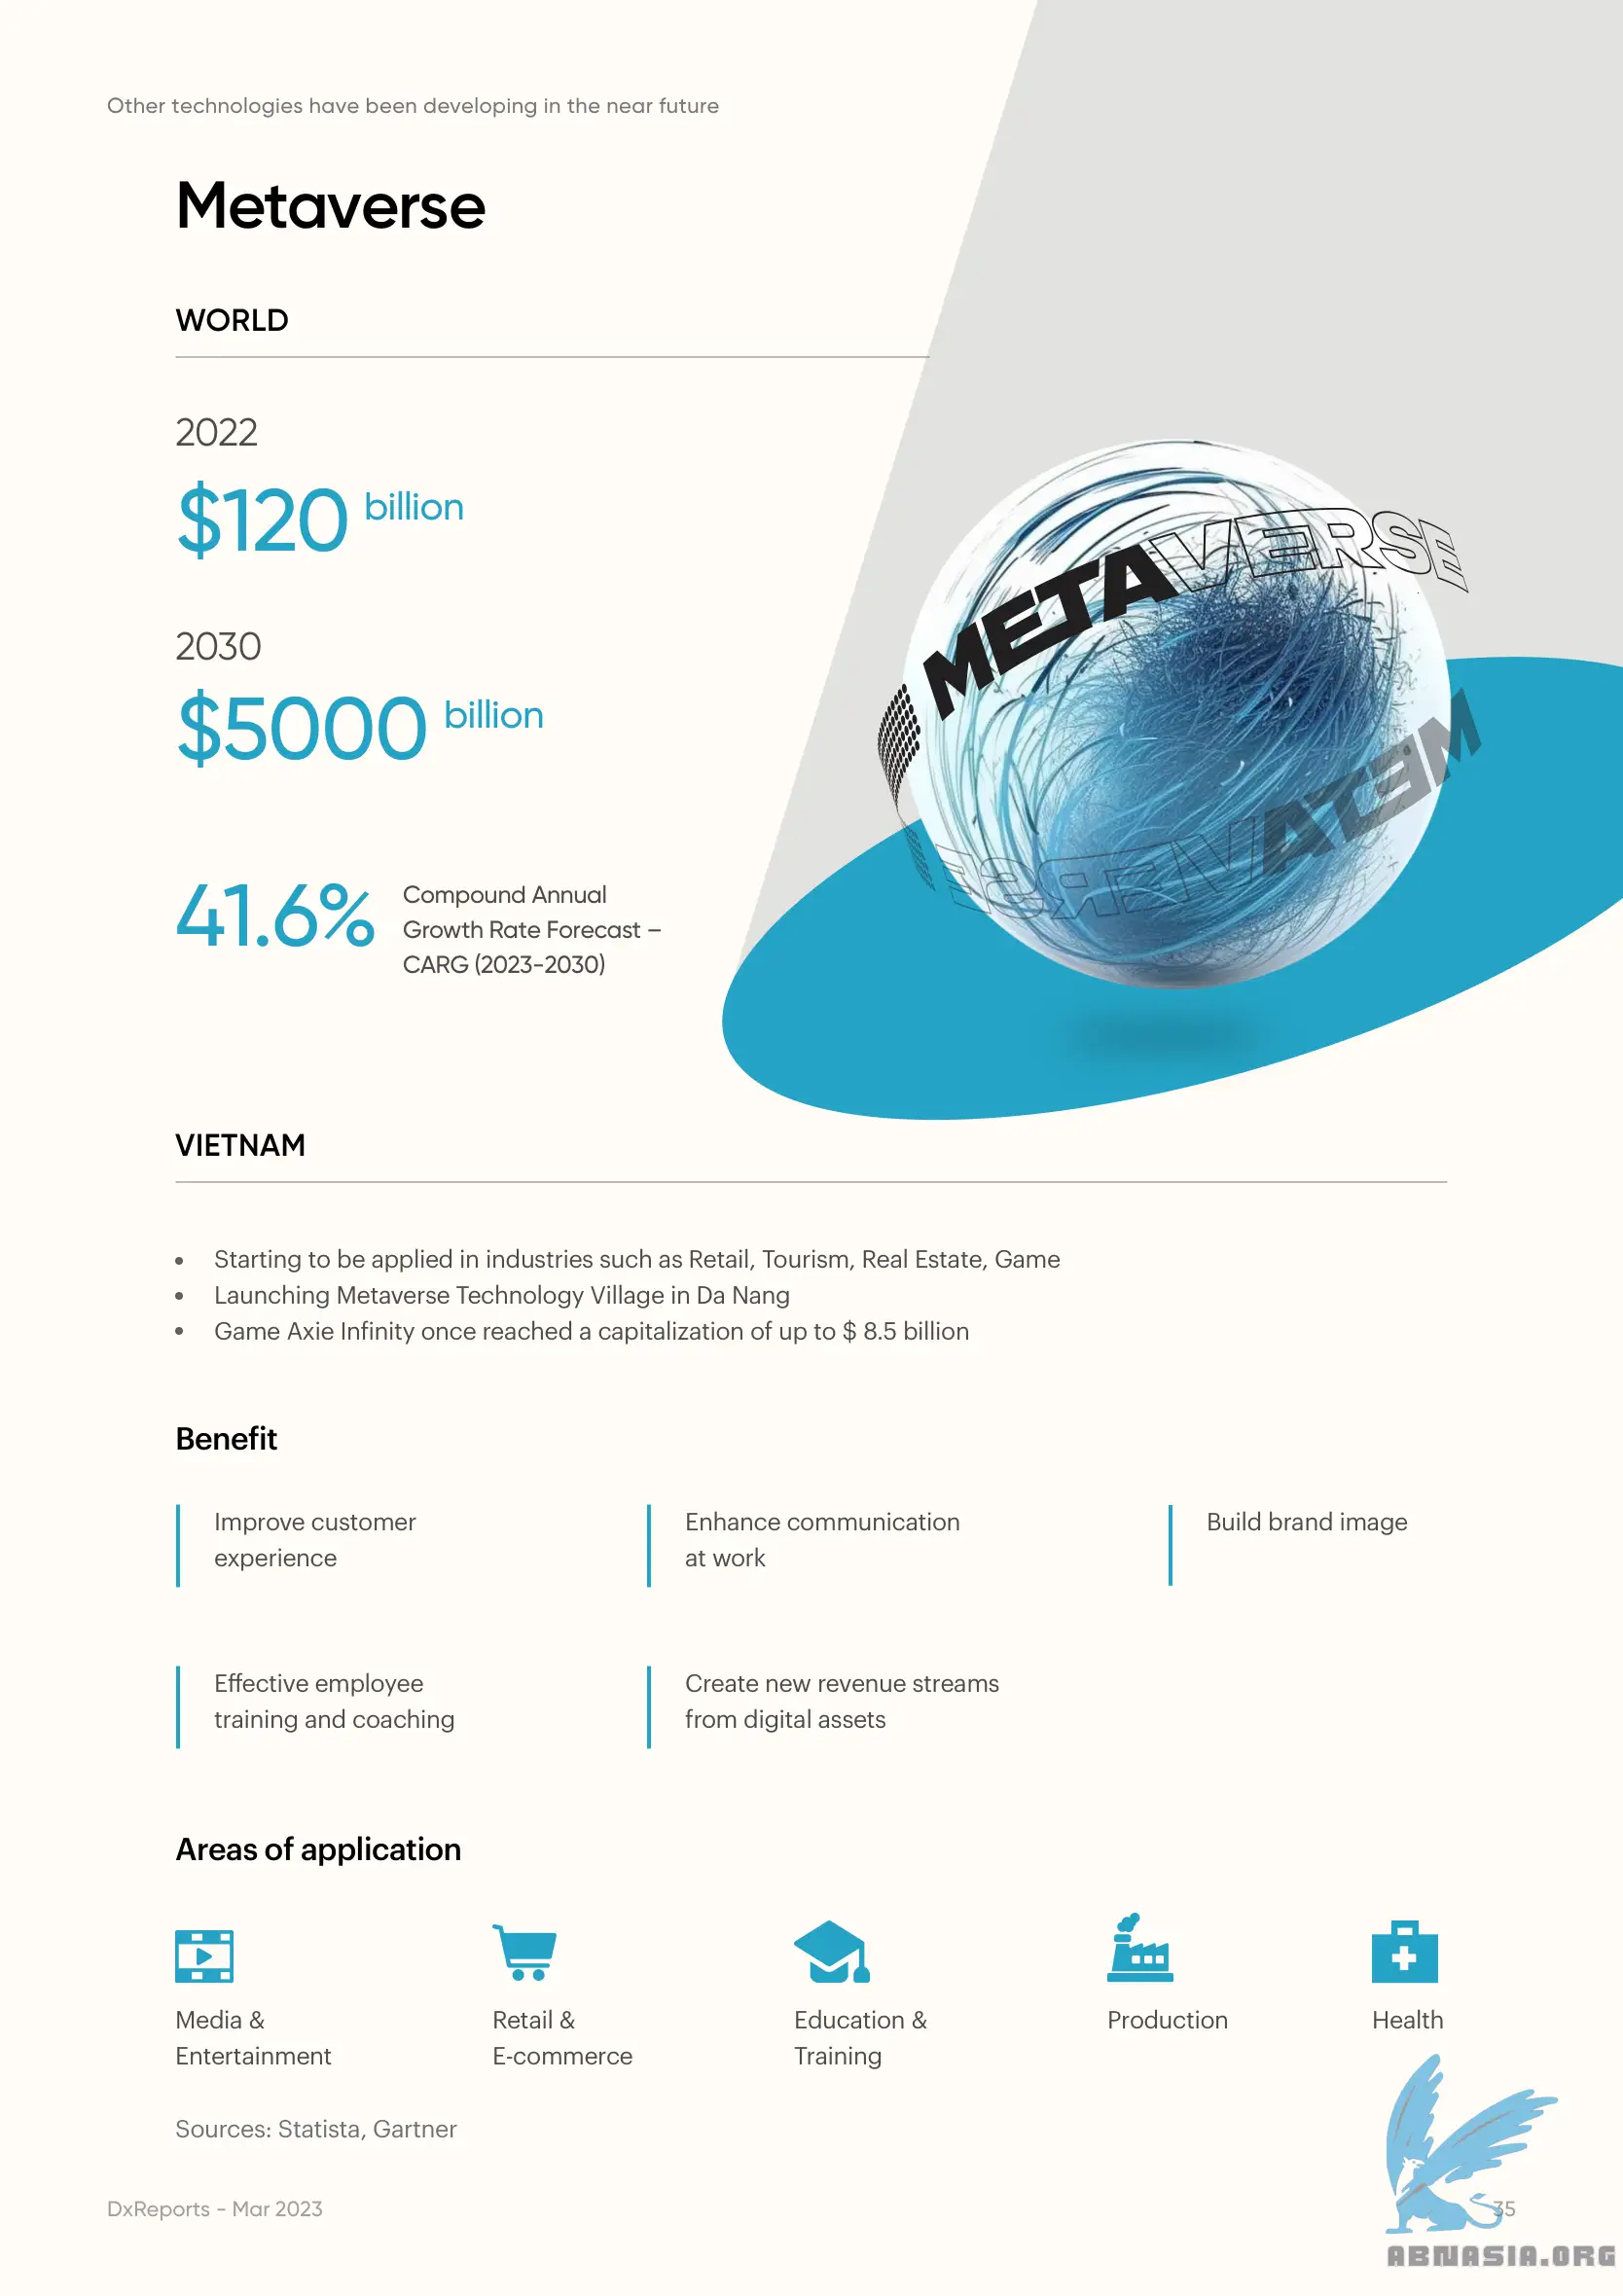 Other technologies have been developing in the near future
Metaverse
WORLD
2022
$120 billion
2030
$5000 billion
41.6%
Compound Annual
Growth Rate Forecast –
CARG (2023-2030)
METAVERSE
METAVERSE
VIETNAM
• Starting to be applied in industries such as Retail, Tourism, Real Estate, Game
• Launching Metaverse Technology Village in Da Nang
• Game Axie Infinity once reached a capitalization of up to $ 8.5 billion
Benefit
Improve customer
experience
Enhance communication
at work
Build brand image
Effective employee
training and coaching
Create new revenue streams
from digital assets
Areas of application
Media &
Entertainment
Retail &
E-commerce
Education &
Training
Production
Health
Sources: Statista, Gartner
DxReports - Mar 2023
35
ABNASIA.ORG